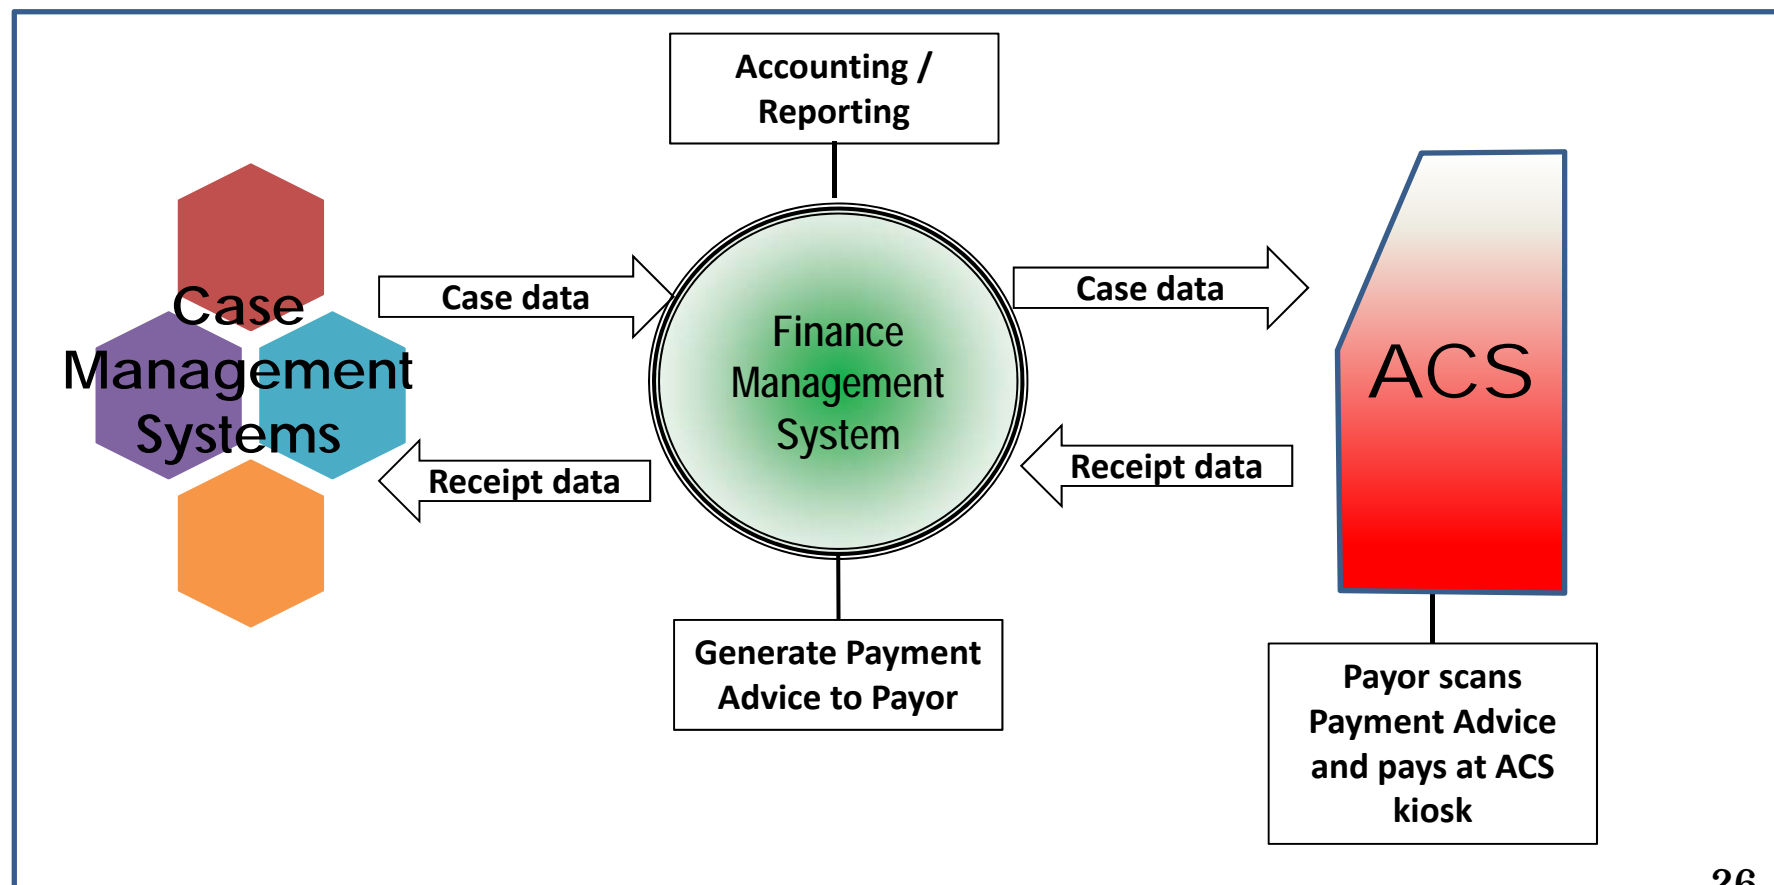 Accounting /
Reporting
Case
Management
Systems
Case data
Receipt data
Finance
Management
System
Case data
Receipt data
ACS
Generate Payment
Advice to Payor
Payor scans
Payment Advice
and pays at ACS
kiosk
26